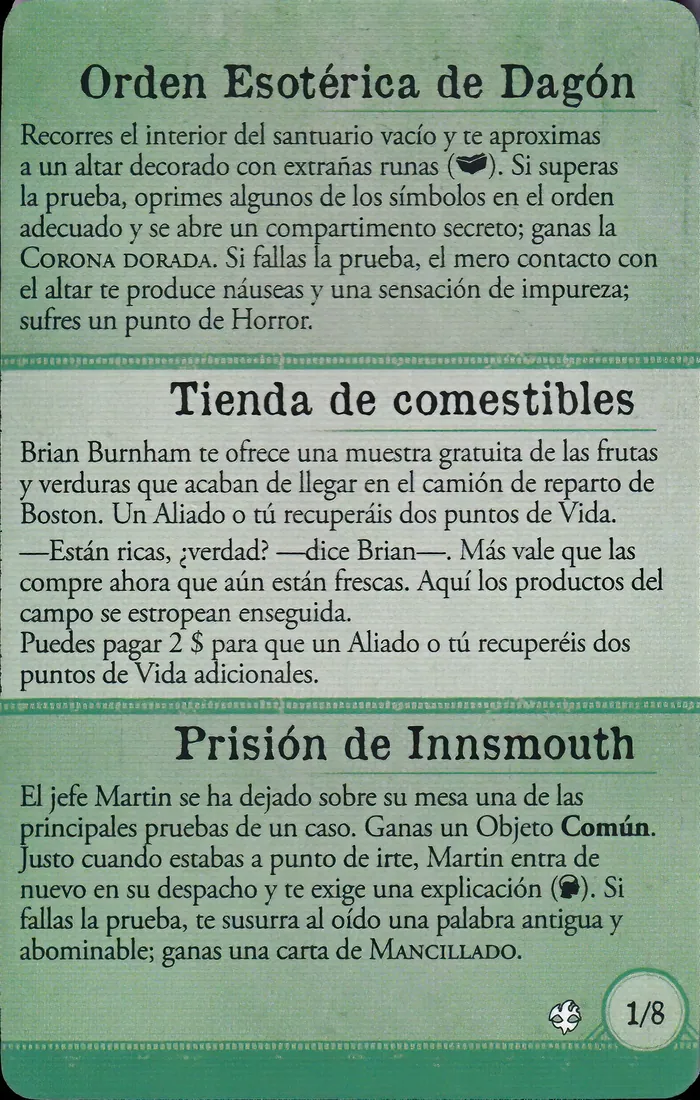 Orden Esotérica de Dagón
Recorres el interior del santuario vacío y te aproximas
a un altar decorado con extrañas runas (). Si superas
la prueba, oprimes algunos de los símbolos en el orden
adecuado y se abre un compartimento secreto; ganas la
CORONA DORADA. Si fallas la prueba, el mero contacto con
el altar te produce náuseas y una sensación de impureza;
sufres un punto de Horror.
Tienda de comestibles
Brian Burnham te ofrece una muestra gratuita de las frutas
y verduras que acaban de llegar en el camión de reparto de
Boston. Un Aliado o tú recuperáis dos puntos de Vida.
—Están ricas, ¿verdad? —dice Brian—. Más vale que las
compre ahora que aún están frescas. Aquí los productos del
campo se estropean enseguida.
Puedes pagar 2 $ para que un Aliado o tú recuperéis dos
puntos de Vida adicionales.
Prisión de Innsmouth
El jefe Martin se ha dejado sobre su mesa una de las
principales pruebas de un caso. Ganas un Objeto Común.
Justo cuando estabas a punto de irte, Martin entra de
nuevo en su despacho y te exige una explicación (). Si
fallas la prueba, te susurra al oído una palabra antigua y
abominable; ganas una carta de MANCILLADO.
1/8